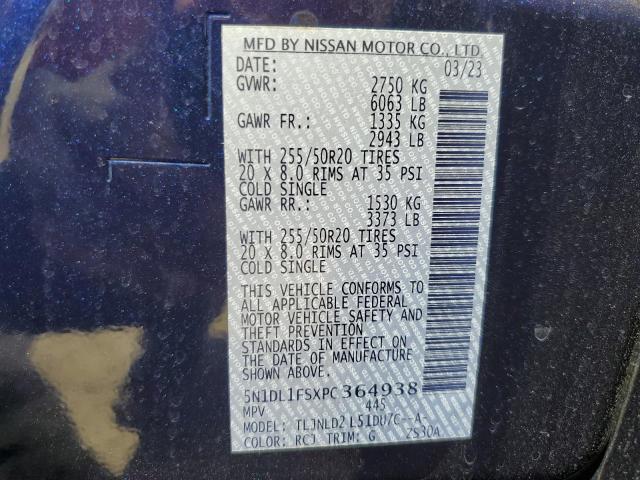 MFD BY NISSAN MOTOR CO., LTD
DATE: 03/23
GVWR: 2750 KG
6063 LB
GAWR FR.: 1335 KG
2943 LB
WITH 255/50R20 TIRES
20 X 8.0 RIMS AT 35 PSI
COLD SINGLE
GAWR RR.: 1530 KG
3373 LB
WITH 255/50R20 TIRES
20 X 8.0 RIMS AT 35 PSI
COLD SINGLE
THIS VEHICLE CONFORMS TO
ALL APPLICABLE FEDERAL
MOTOR VEHICLE SAFETY AND
THEFT PREVENTION
STANDARDS IN EFFECT ON
THE DATE OF MANUFACTURE
SHOWN ABOVE.
5N1DL1FSXPC364938
MPV 445
MODEL: TLJNLD2 L51DU7C--A-
COLOR: RCJ TRIM: G ZS30A